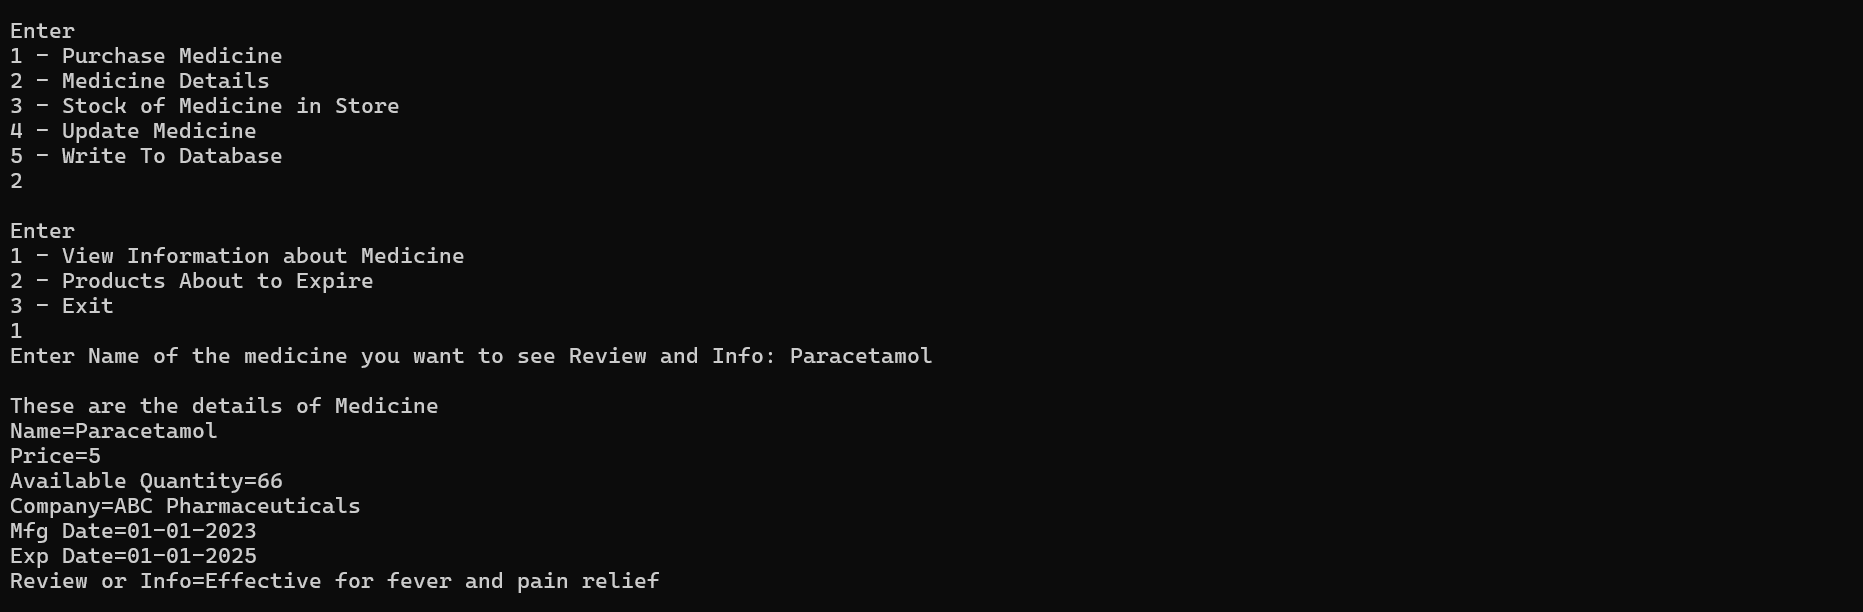 Enter
1 - Purchase Medicine
2 - Medicine Details
3 - Stock of Medicine in Store
4 - Update Medicine
5 - Write To Database
2
Enter
1 - View Information about Medicine
2 - Products About to Expire
3 - Exit
1
Enter Name of the medicine you want to see Review and Info: Paracetamol
These are the details of Medicine
Name=Paracetamol
Price=5
Available Quantity=66
Company=ABC Pharmaceuticals
Mfg Date=01-01-2023
Exp Date=01-01-2025
Review or Info=Effective for fever and pain relief